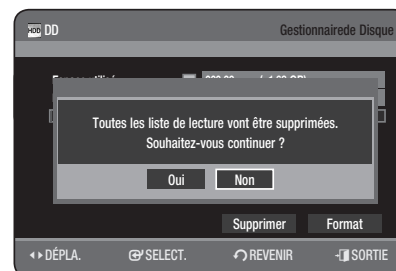 HDD DD Gestionnairede Disque
Toutes les liste de lecture vont être supprimées.
Souhaitez-vous continuer ?
Oui Non
Supprimer Format
DÉPLA. SELECT. REVENIR SORTIE